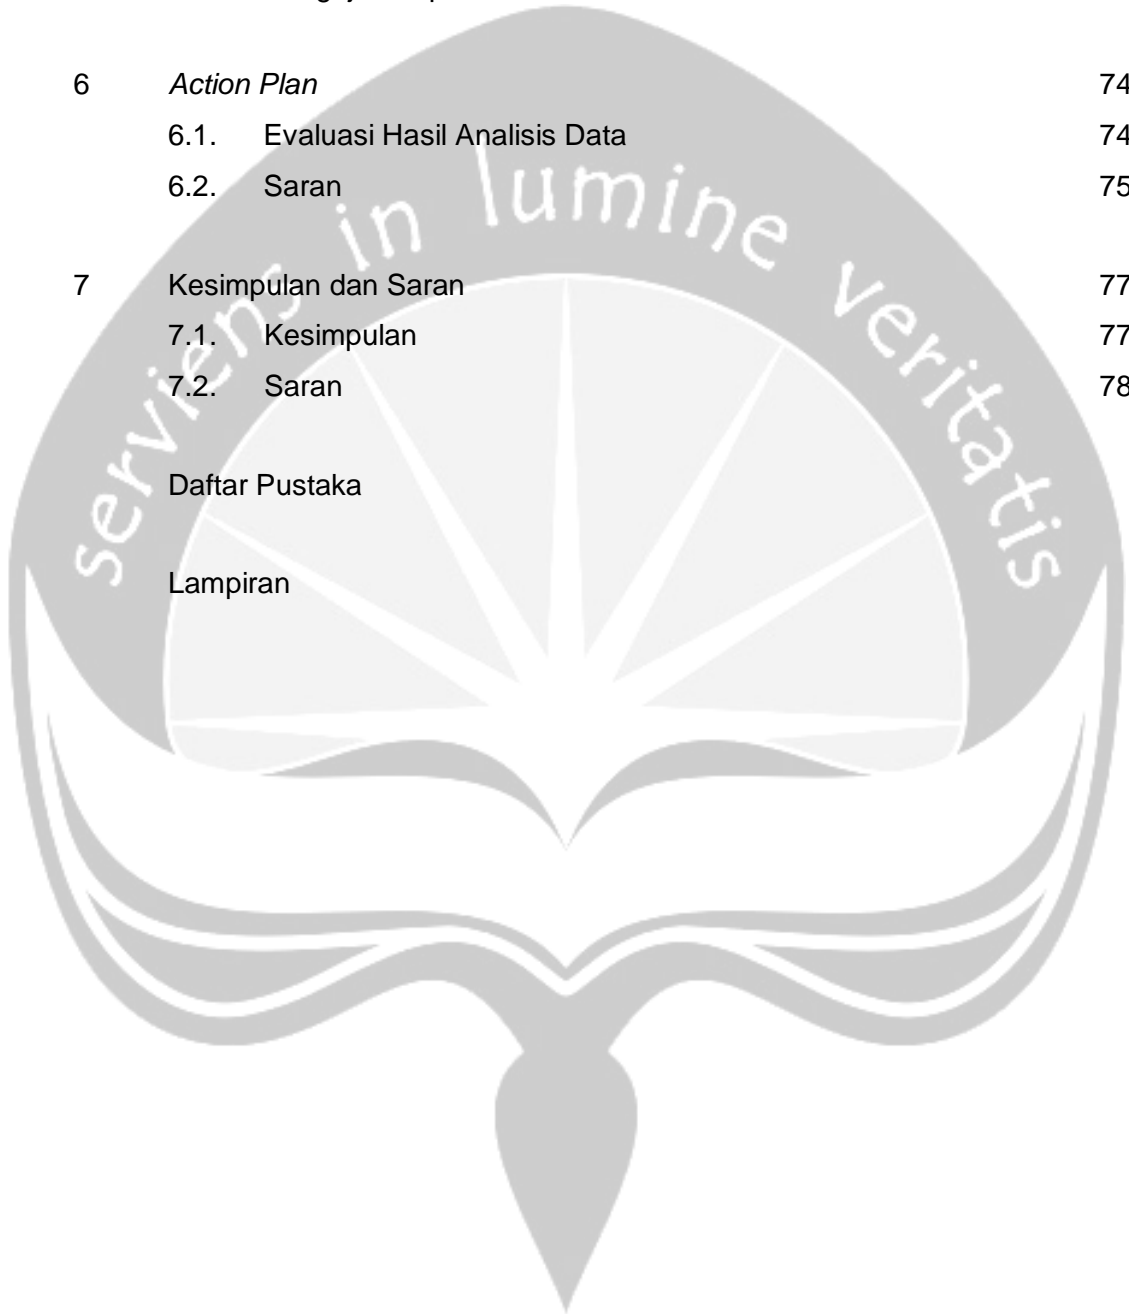 6 Action Plan 74
6.1. Evaluasi Hasil Analisis Data 74
6.2. Saran 75
7 Kesimpulan dan Saran 77
7.1. Kesimpulan 77
7.2. Saran 78
Daftar Pustaka
Lampiran
serviens in lumine veritatis